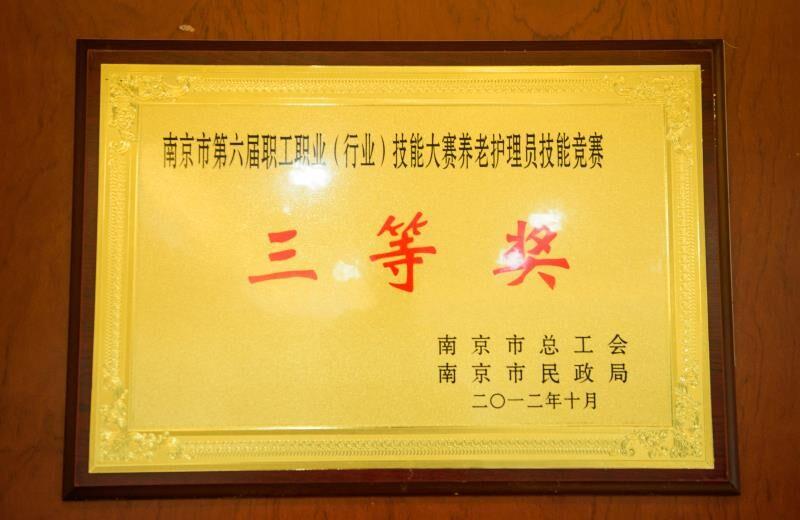 南京市第六届职工职业（行业）技能大赛养老护理员技能竞赛
三等奖
南京市总工会
南京市民政局
二〇一二年十月